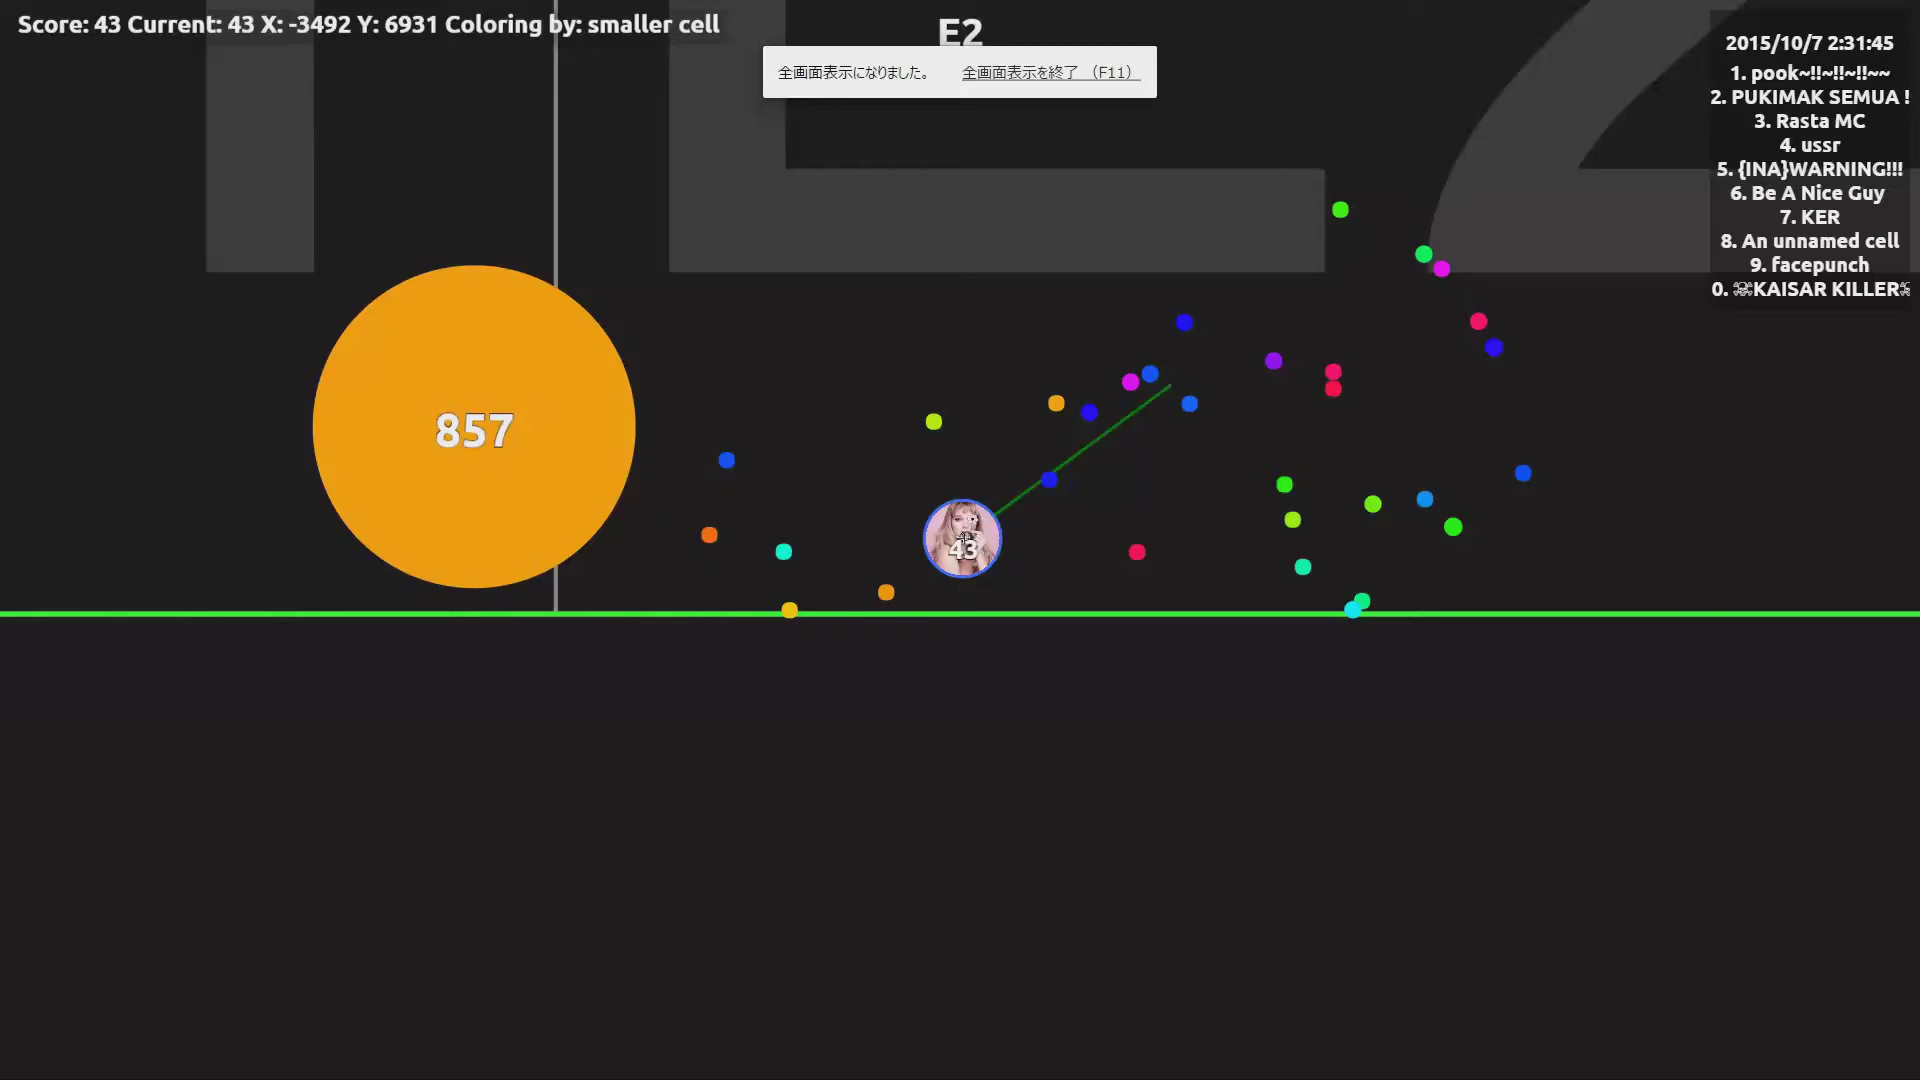 Score: 43 Current: 43 X: -3492 Y: 6931 Coloring by: smaller cell
E2
全画面表示になりました。 全画面表示を終了 （F11）
2015/10/7 2:31:45
1. pook~!!~!!~!!~~
2. PUKIMAK SEMUA !
3. Rasta MC
4. ussr
5. {INA}WARNING!!!
6. Be A Nice Guy
7. KER
8. An unnamed cell
9. facepunch
0. ☠KAISAR KILLER☠
E2
857
43